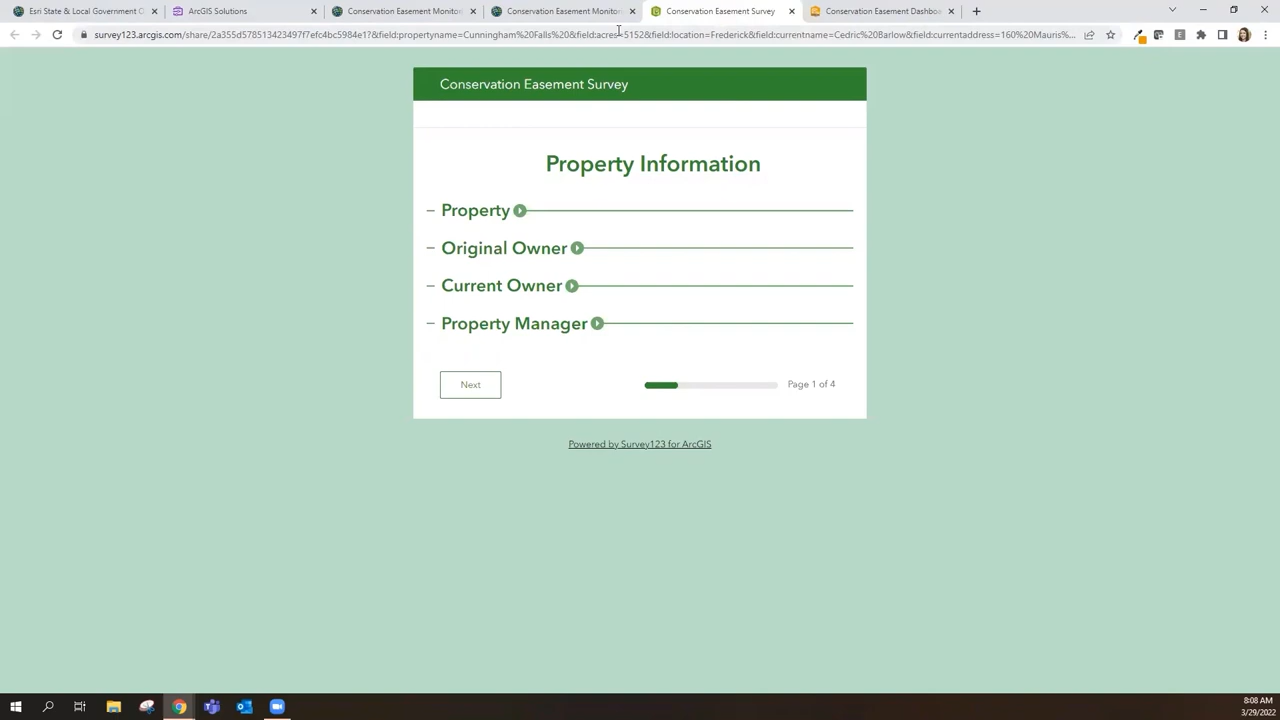 Esri State & Local Government O
ArcGIS Solutions
Conservation Easement Monitor
Conservation Easement Monitor
Conservation Easement Survey
Conservation Easement Dashbo
survey123.arcgis.com/share/2a355d578513423497f7efc4bc5984e1?&field:propertyname=Cunningham%20Falls%20&field:acres=5152&field:location=Frederick&field:currentname=Cedric%20Barlow&field:currentaddress=160%20Mauris%...
Conservation Easement Survey
Property Information
Property
Original Owner
Current Owner
Property Manager
Next
Page 1 of 4
Powered by Survey123 for ArcGIS
8:08 AM
3/29/2022